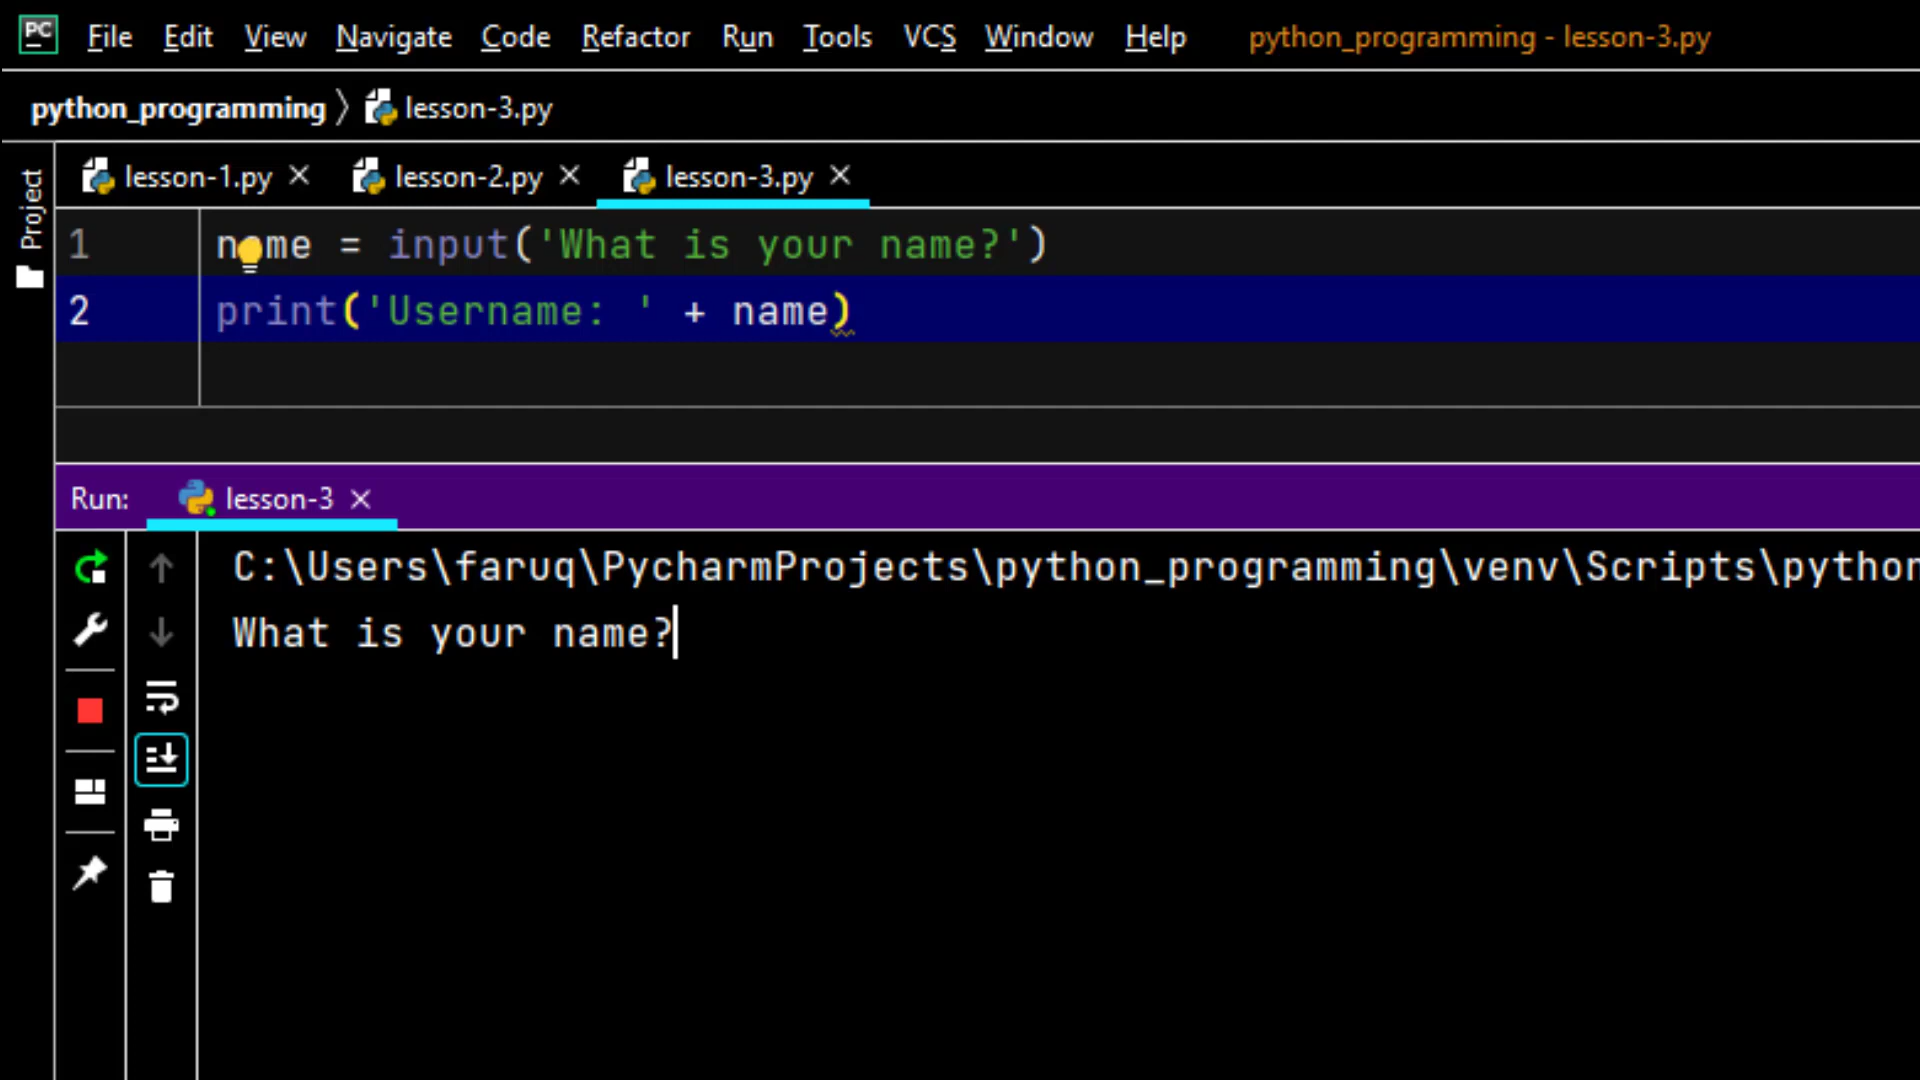 PC File Edit View Navigate Code Refactor Run Tools VCS Window Help python_programming - lesson-3.py
python_programming 〉 lesson-3.py
Project
lesson-1.py × lesson-2.py × lesson-3.py ×
1 name = input('What is your name?')
2 print('Username: ' + name)
Run: lesson-3 ×
C:\Users\faruq\PycharmProjects\python_programming\venv\Scripts\python
What is your name?